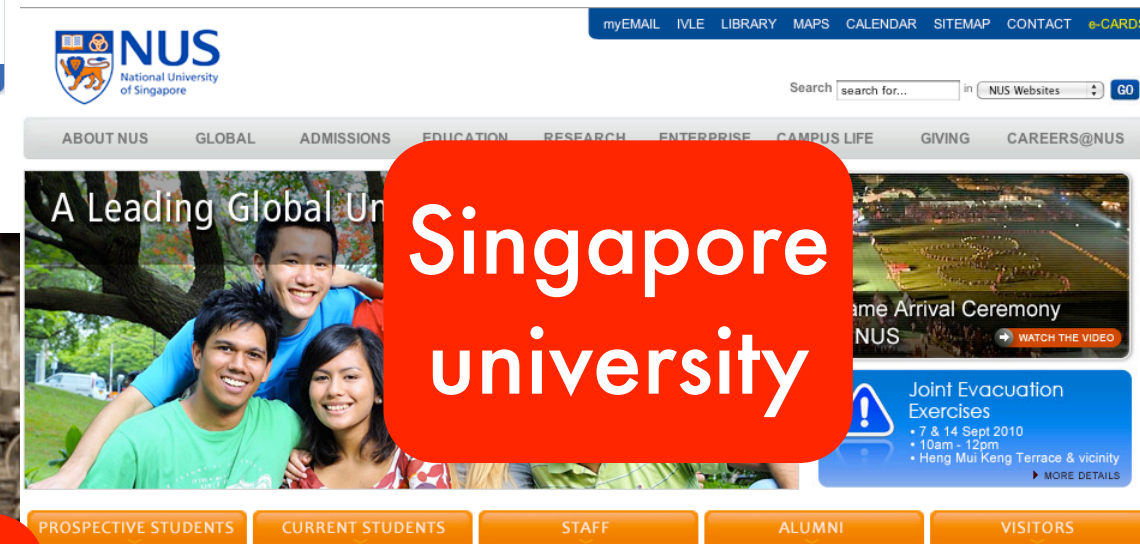 myEMAIL IVLE LIBRARY MAPS CALENDAR SITEMAP CONTACT e-CARDS
NUS
National University
of Singapore
Search search for... in NUS Websites GO
ABOUT NUS GLOBAL ADMISSIONS EDUCATION RESEARCH ENTERPRISE CAMPUS LIFE GIVING CAREERS@NUS
A Leading Global Un
Singapore
university
ame Arrival Ceremony
NUS
WATCH THE VIDEO
Joint Evacuation
Exercises
• 7 & 14 Sept 2010
• 10am - 12pm
• Heng Mui Keng Terrace & vicinity
MORE DETAILS
PROSPECTIVE STUDENTS CURRENT STUDENTS STAFF ALUMNI VISITORS